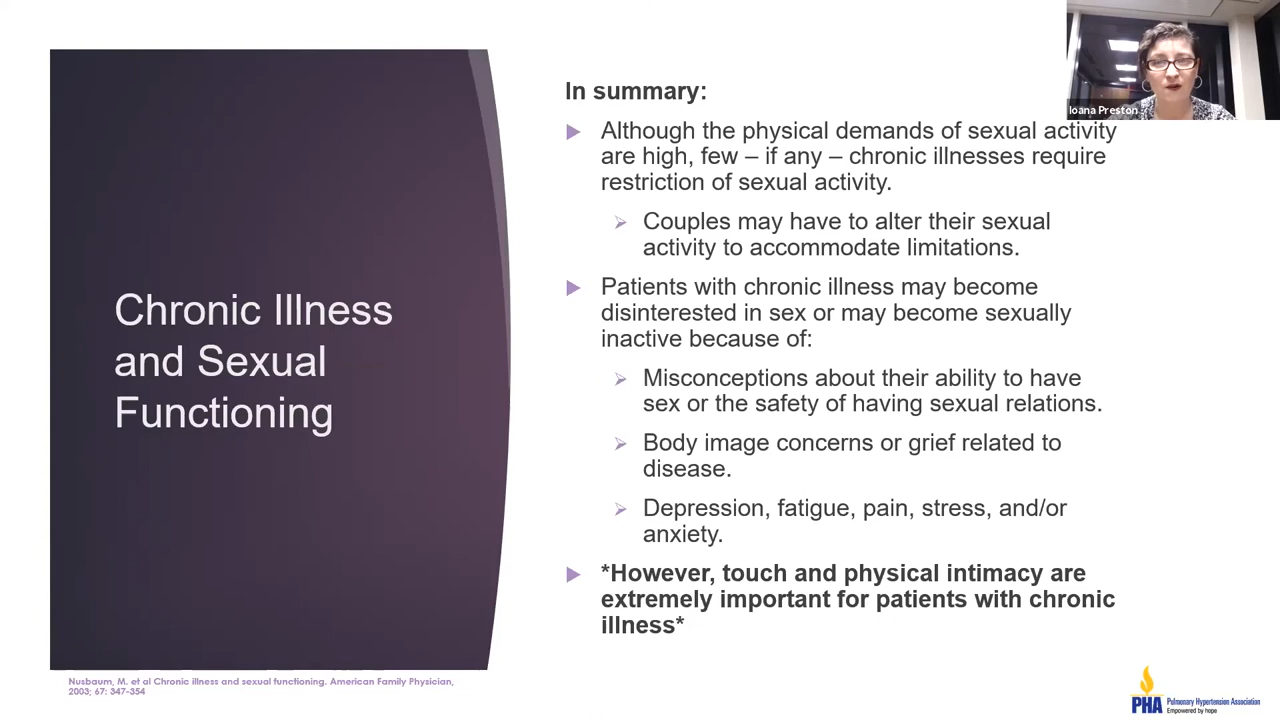 Ioana Preston
Chronic Illness
and Sexual
Functioning
In summary:
Although the physical demands of sexual activity
are high, few – if any – chronic illnesses require
restriction of sexual activity.
Couples may have to alter their sexual
activity to accommodate limitations.
Patients with chronic illness may become
disinterested in sex or may become sexually
inactive because of:
Misconceptions about their ability to have
sex or the safety of having sexual relations.
Body image concerns or grief related to
disease.
Depression, fatigue, pain, stress, and/or
anxiety.
*However, touch and physical intimacy are
extremely important for patients with chronic
illness*
Nusbaum, M. et al Chronic illness and sexual functioning. American Family Physician,
2003; 67: 347-354
PHA Pulmonary Hypertension Association
Empowered by hope